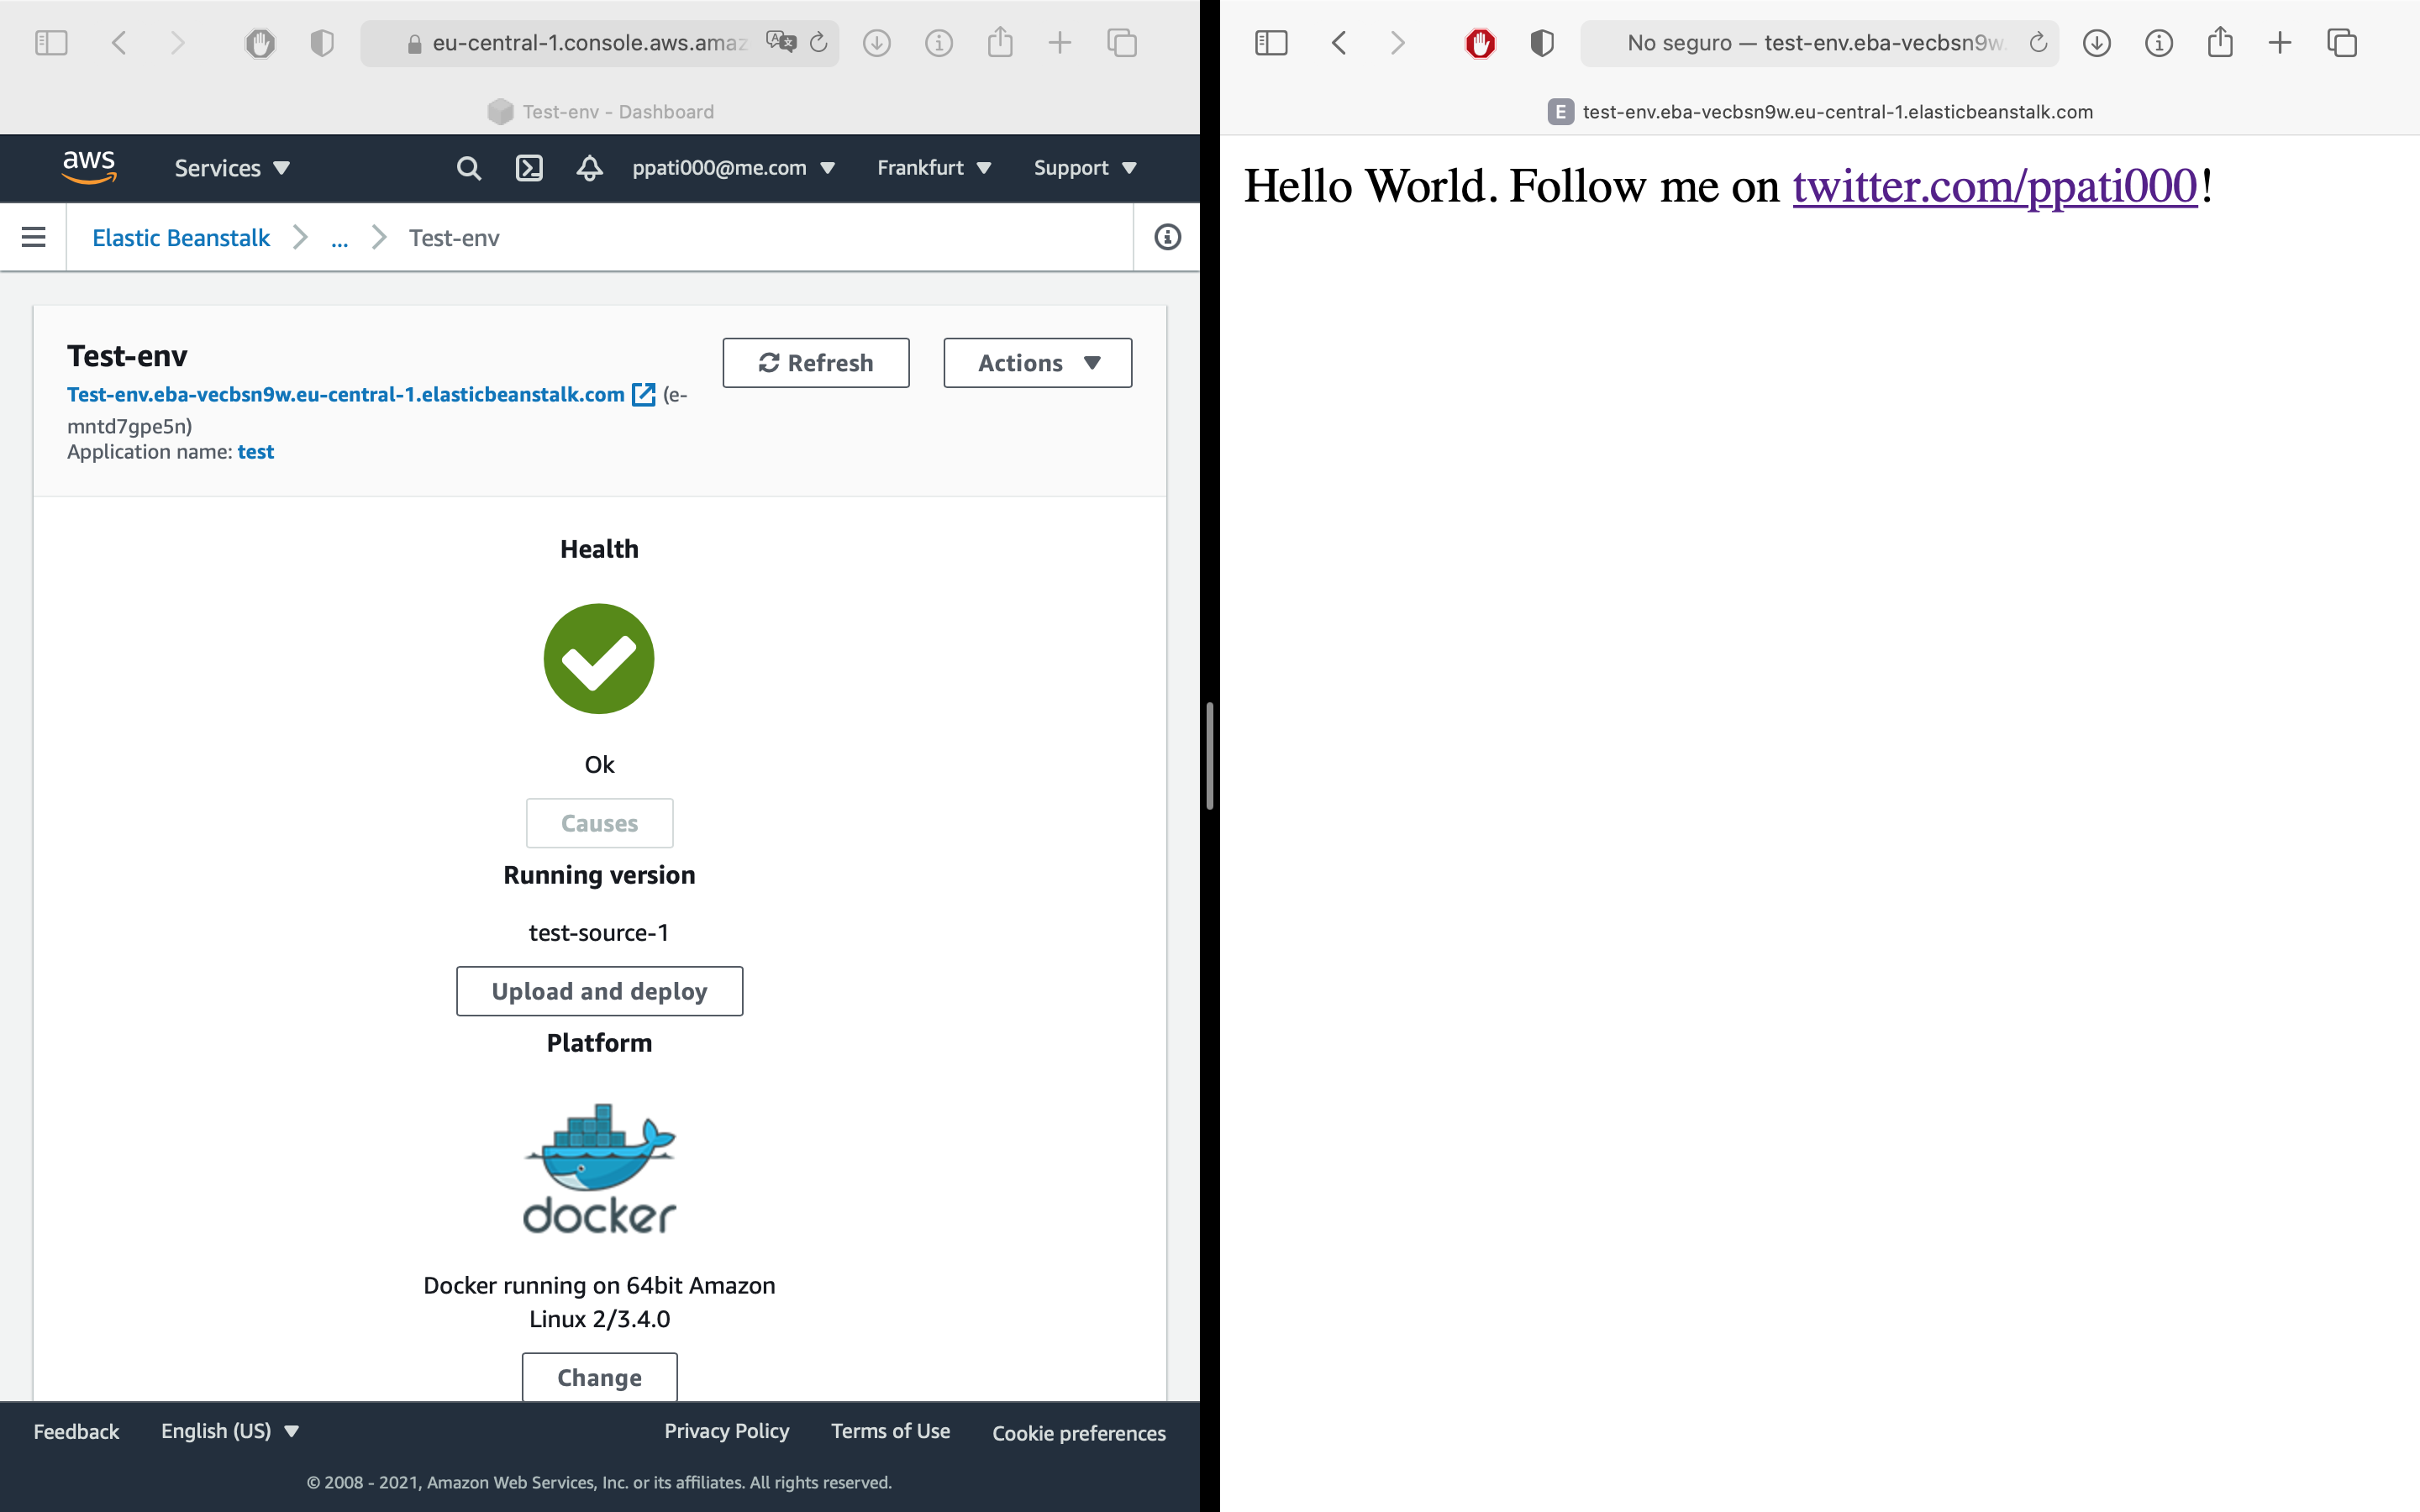 eu-central-1.console.aws.amaz
Test-env - Dashboard
aws
Services
ppati000@me.com
Frankfurt
Support
Elastic Beanstalk
...
Test-env
Test-env
Refresh
Actions
Test-env.eba-vecbsn9w.eu-central-1.elasticbeanstalk.com (e-
mntd7gpe5n)
Application name: test
Health
Ok
Causes
Running version
test-source-1
Upload and deploy
Platform
docker
Docker running on 64bit Amazon
Linux 2/3.4.0
Change
Feedback
English (US)
Privacy Policy
Terms of Use
Cookie preferences
© 2008 - 2021, Amazon Web Services, Inc. or its affiliates. All rights reserved.
No seguro — test-env.eba-vecbsn9w.
E test-env.eba-vecbsn9w.eu-central-1.elasticbeanstalk.com
Hello World. Follow me on twitter.com/ppati000!